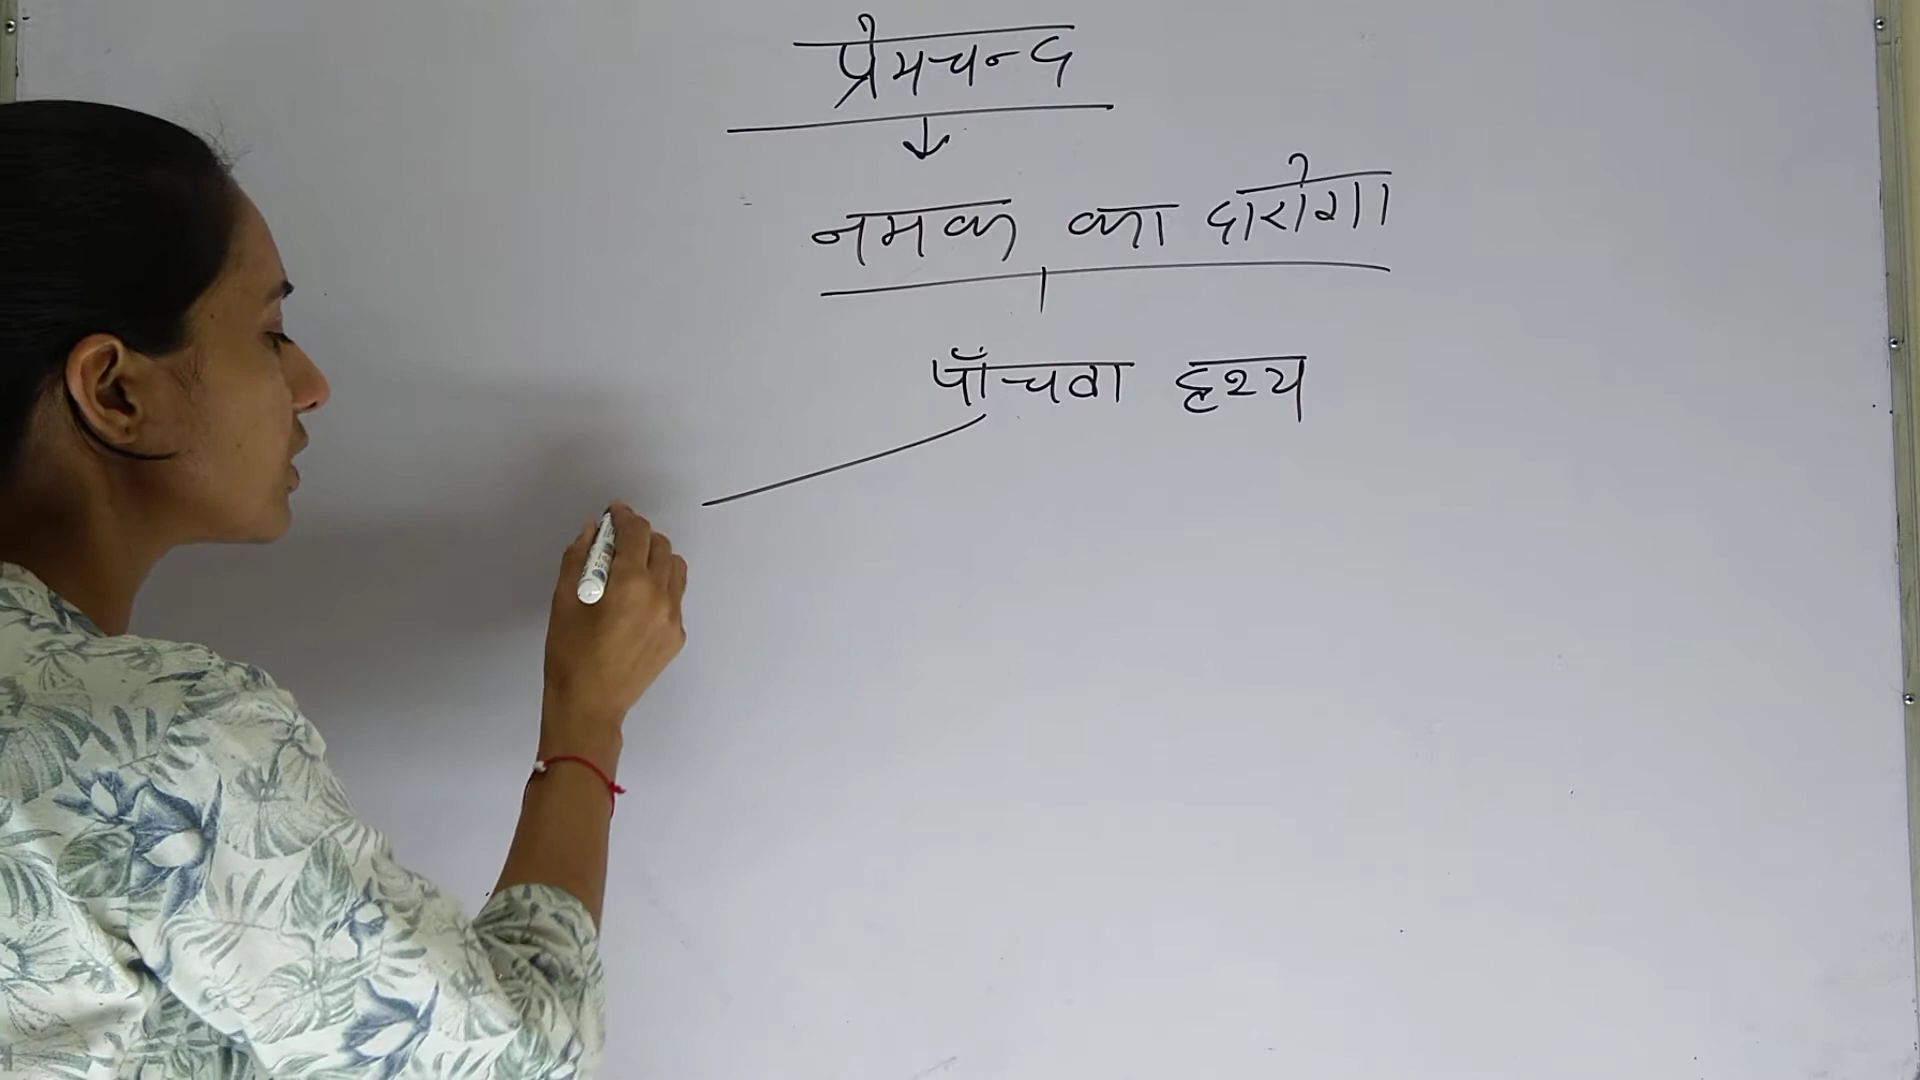 प्रेमचन्द
नमक का दारोगा
पाँचवा दृश्य